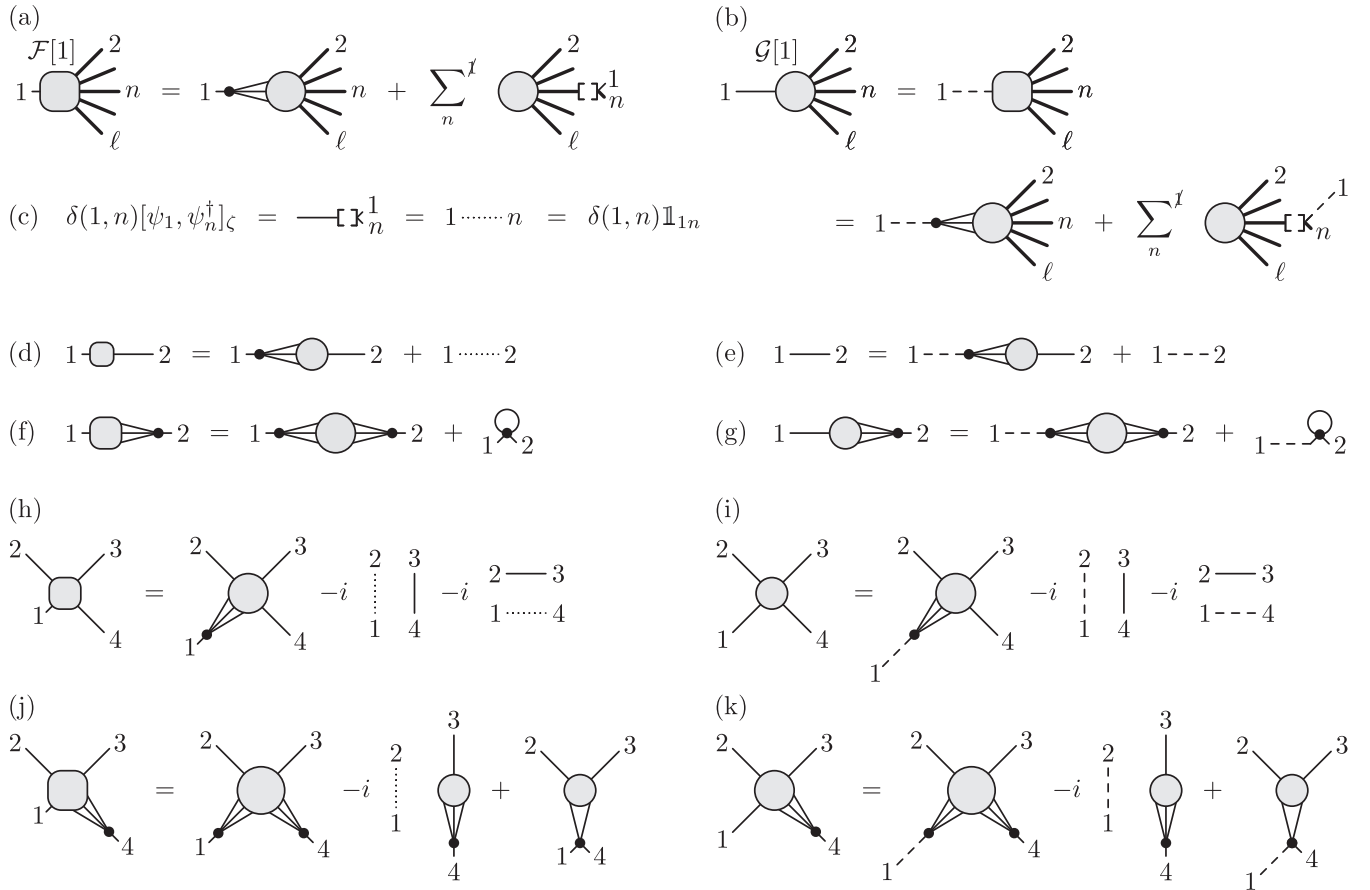 (a)
(b)
𝓕[1]
2
n
ℓ
1 = 1
2
n
ℓ
+ ∑ 1̸ n
ℓ
[ ] 1 n
𝓖[1]
2
n
ℓ
1 = 1
2
n
ℓ
(c) δ(1, n)[ψ₁, ψₙ†]ζ = [ ] 1 n = 1 n = δ(1, n)𝟙₁ₙ
= 1
2
n
ℓ
+ ∑ 1̸ n
ℓ
[ ] 1 n
(d) 1 2 = 1 2 + 1 2
(e) 1 2 = 1 2 + 1 2
(f) 1 2 = 1 2 + 1 2
(g) 1 2 = 1 2 + 1 2
(h)
2 3 2 3 2 3 2 3
= −i −i
1 4 1 4 1 4 1 4
(i)
2 3 2 3 2 3 2 3
= −i −i
1 4 1 4 1 4 1 4
(j)
2 3 2 3 2 3 2 3
= −i +
1 4 1 4 1 4 1 4
(k)
2 3 2 3 2 3 2 3
= −i +
1 4 1 4 1 4 1 4